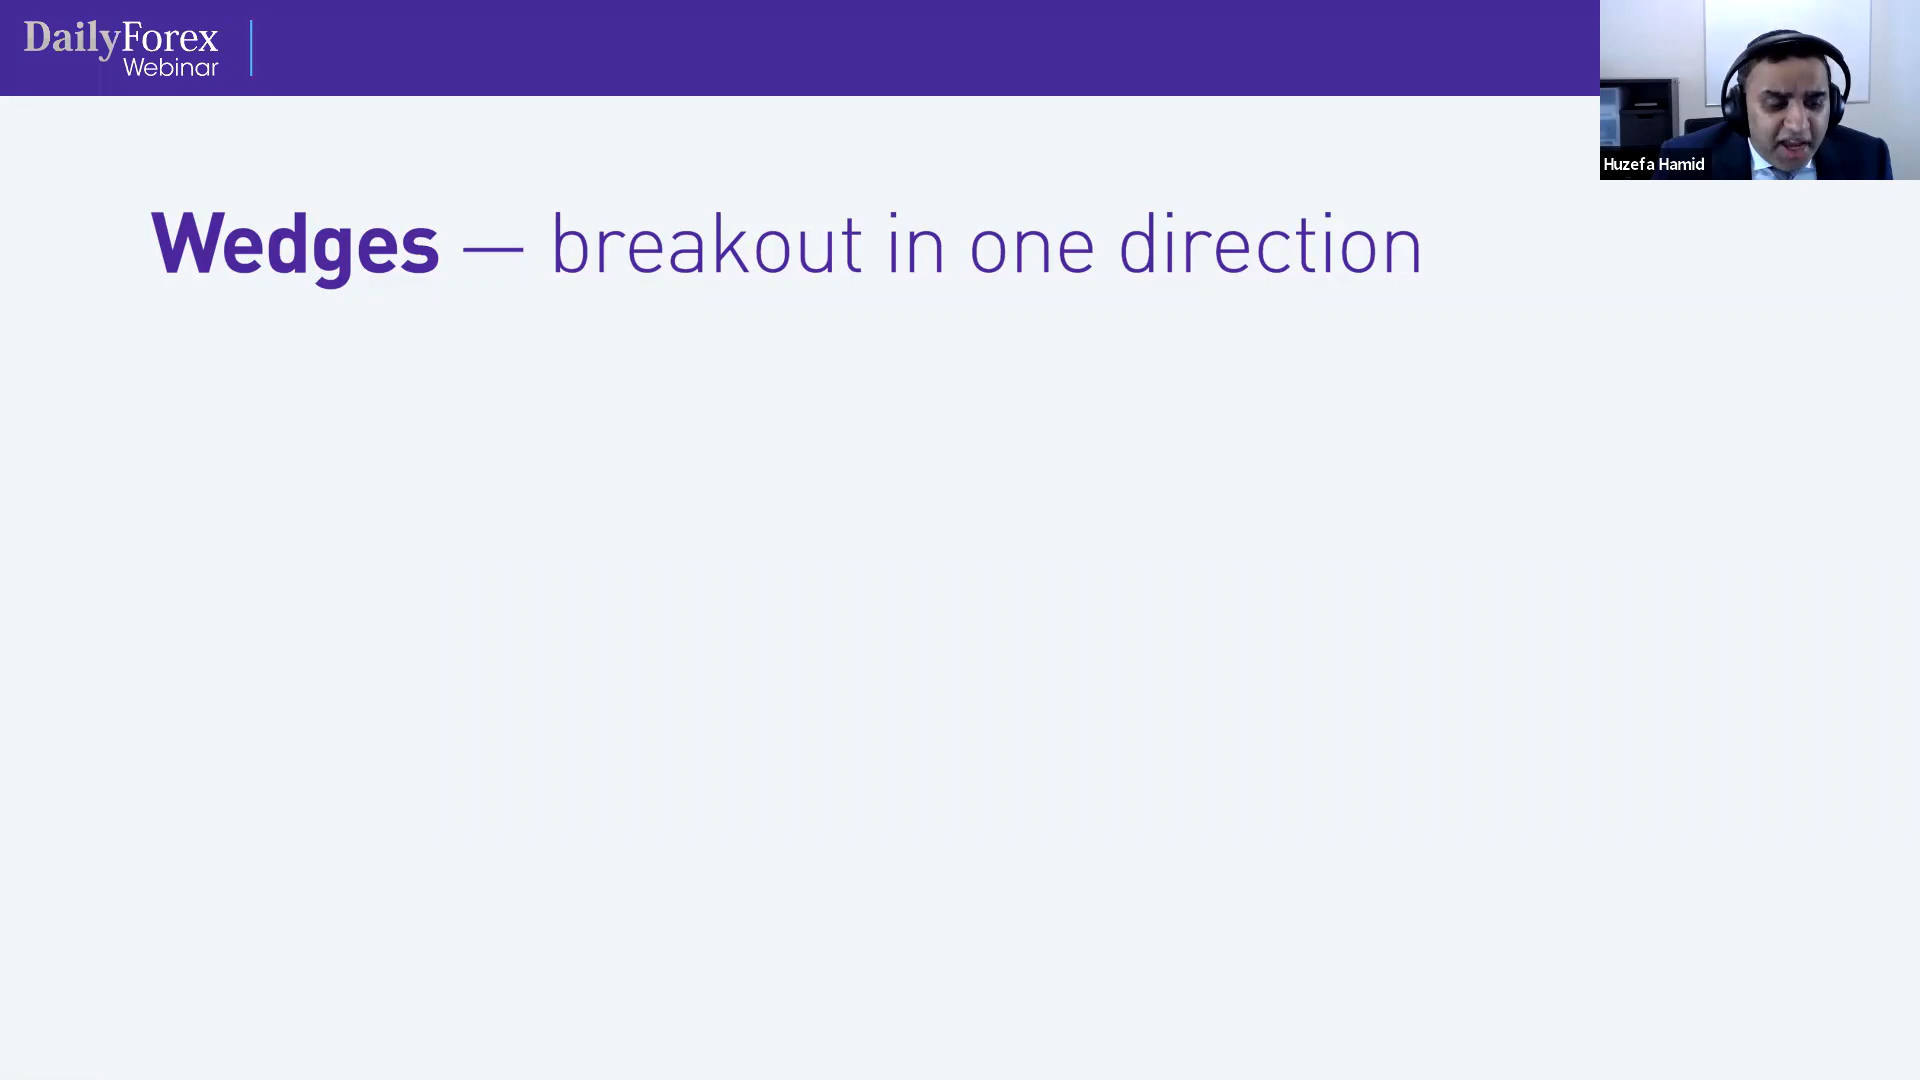 DailyForex
Webinar
Huzefa Hamid
Wedges — breakout in one direction